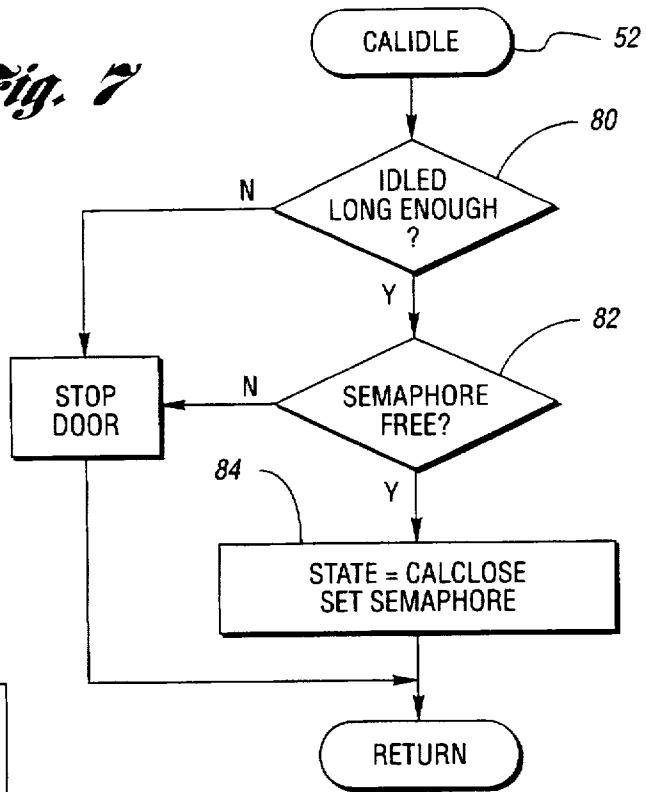 Fig. 7
CALIDLE
52
80
IDLED
LONG ENOUGH
?
N
Y
82
STOP
DOOR
N
SEMAPHORE
FREE?
84
Y
STATE = CALCLOSE
SET SEMAPHORE
RETURN